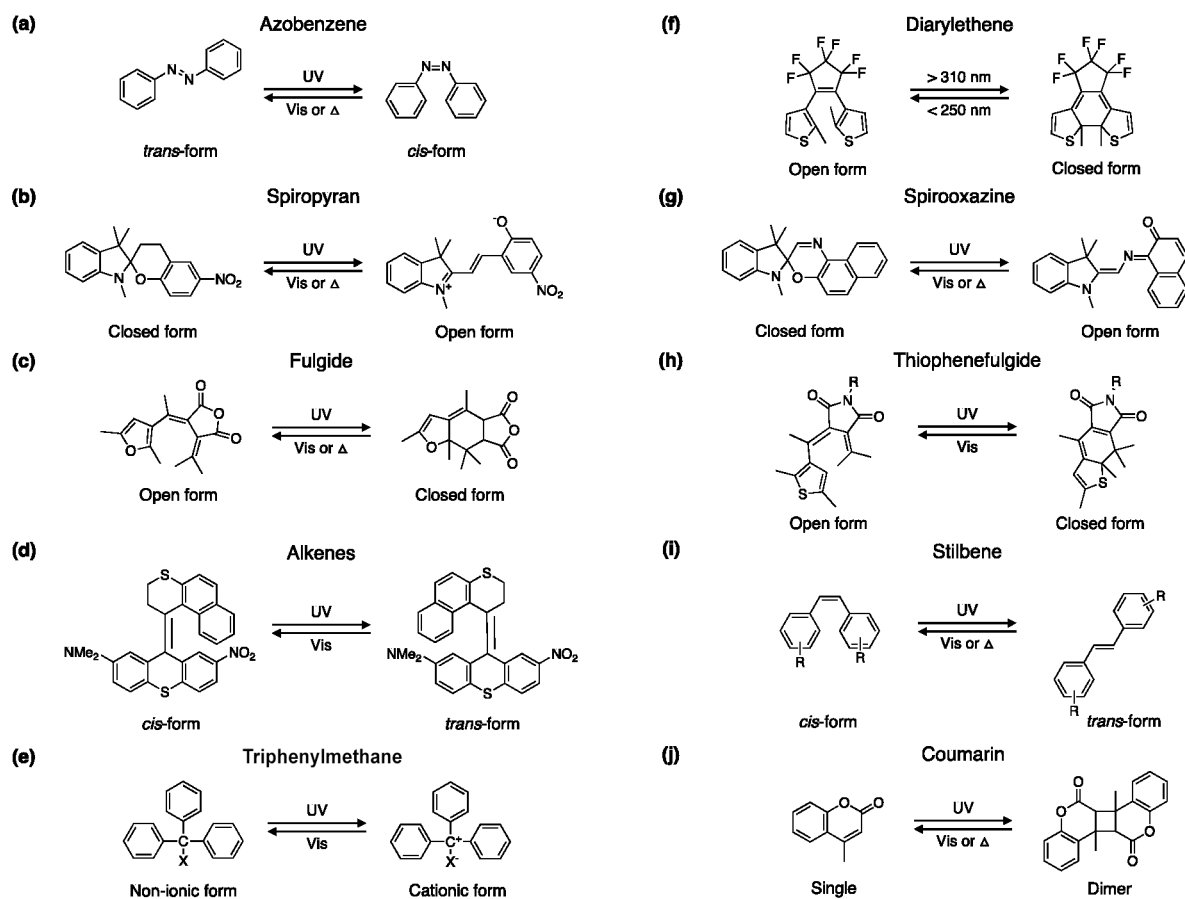 (a) Azobenzene
N=N
UV
Vis or Δ
trans-form
N=N
cis-form
(b) Spiropyran
N
O
NO2
UV
Vis or Δ
Closed form
-O
N+
NO2
Open form
(c) Fulgide
O
O
O
O
UV
Vis or Δ
Open form
O
O
O
O
Closed form
(d) Alkenes
S
NMe2
NO2
S
UV
Vis
cis-form
S
NMe2
NO2
S
trans-form
(e) Triphenylmethane
C
X
UV
Vis
Non-ionic form
C+
X-
Cationic form
(f) Diarylethene
F F
F F
F F
S S
> 310 nm
< 250 nm
Open form
F F
F F
F F
S S
Closed form
(g) Spirooxazine
N
N O
UV
Vis or Δ
Closed form
O
N
N
Open form
(h) Thiophenefulgide
R
O N
O
S
UV
Vis
Open form
R
O N O
S
Closed form
(i) Stilbene
R R
UV
Vis or Δ
cis-form
R
R
trans-form
(j) Coumarin
O O
UV
Vis or Δ
Single
O
O
O
O
Dimer